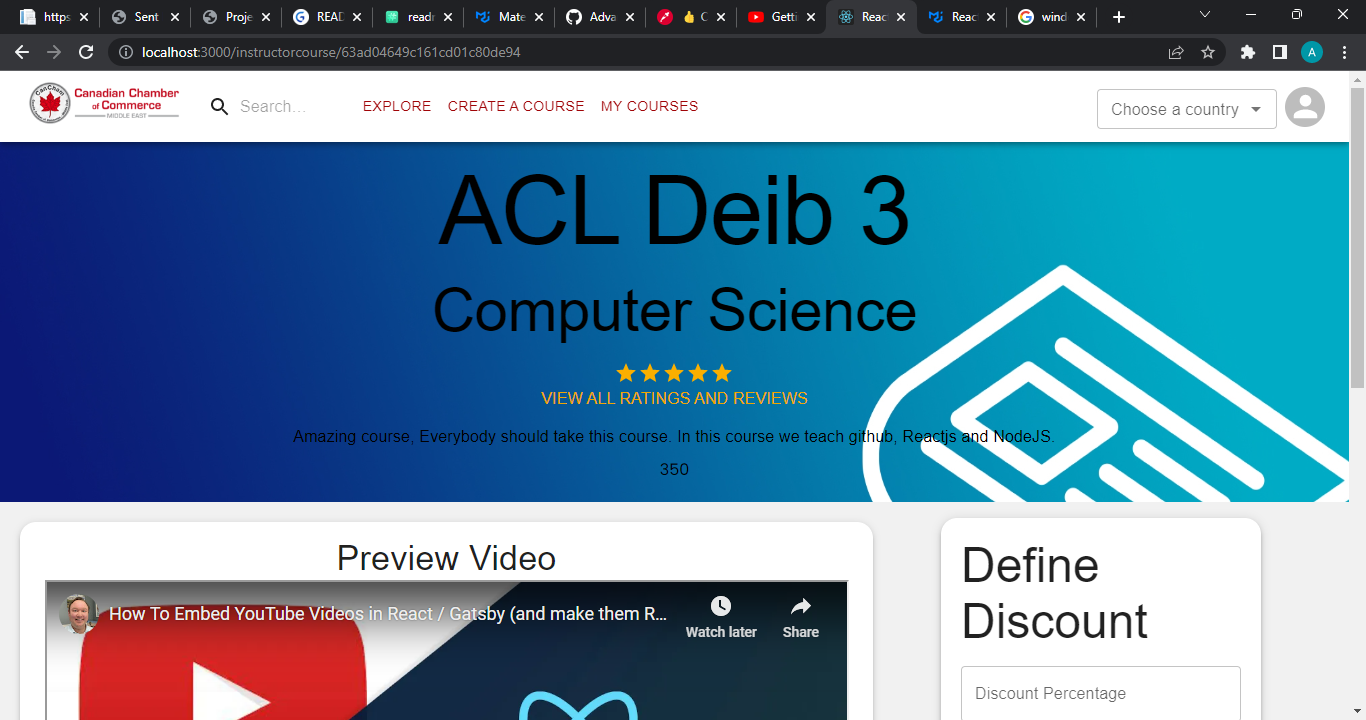 https
Sent
Proje
READ
readr
Mate
Adva
C
Getti
Reac
Reac
wind
localhost:3000/instructorcourse/63ad04649c161cd01c80de94
A
Canadian Chamber
of Commerce
MIDDLE EAST
Search...
EXPLORE
CREATE A COURSE
MY COURSES
Choose a country
ACL Deib 3
Computer Science
VIEW ALL RATINGS AND REVIEWS
Amazing course, Everybody should take this course. In this course we teach github, Reactjs and NodeJS.
350
Preview Video
How To Embed YouTube Videos in React / Gatsby (and make them R...
Watch later
Share
Define
Discount
Discount Percentage